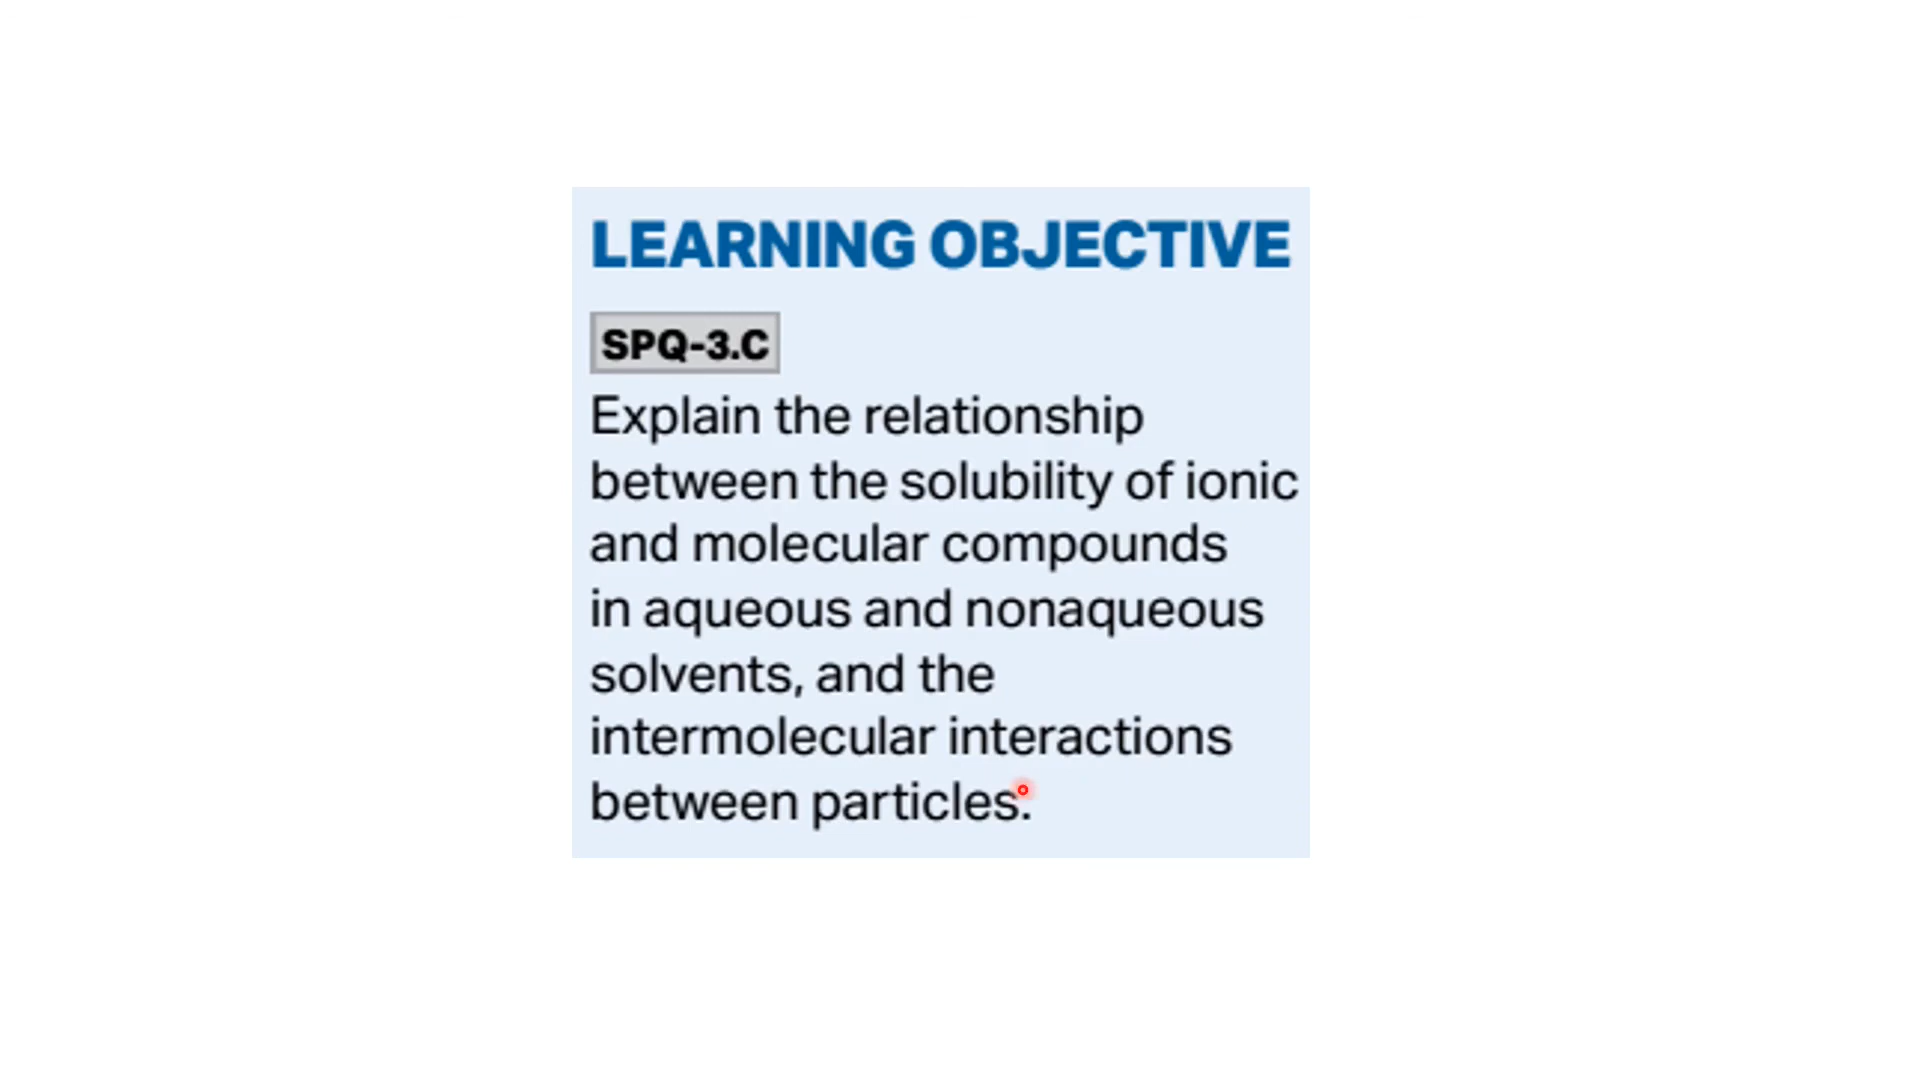 LEARNING OBJECTIVE
SPQ-3.C
Explain the relationship
between the solubility of ionic
and molecular compounds
in aqueous and nonaqueous
solvents, and the
intermolecular interactions
between particles.